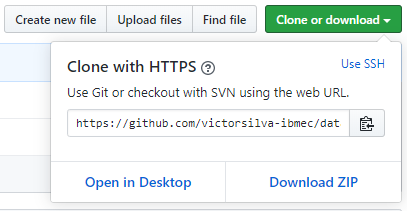 Create new file Upload files Find file Clone or download
Clone with HTTPS ? Use SSH
Use Git or checkout with SVN using the web URL.
https://github.com/victorsilva-ibmec/dat
Open in Desktop Download ZIP